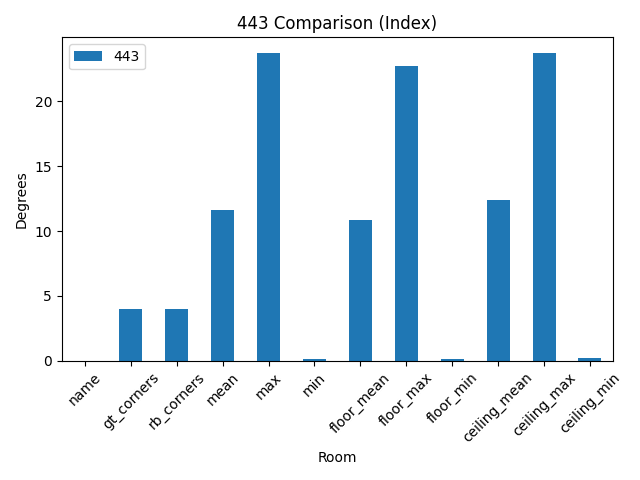 443 Comparison (Index)
443
Degrees
20
15
10
5
0
name
gt_corners
rb_corners
mean
max
min
floor_mean
floor_max
floor_min
ceiling_mean
ceiling_max
ceiling_min
Room